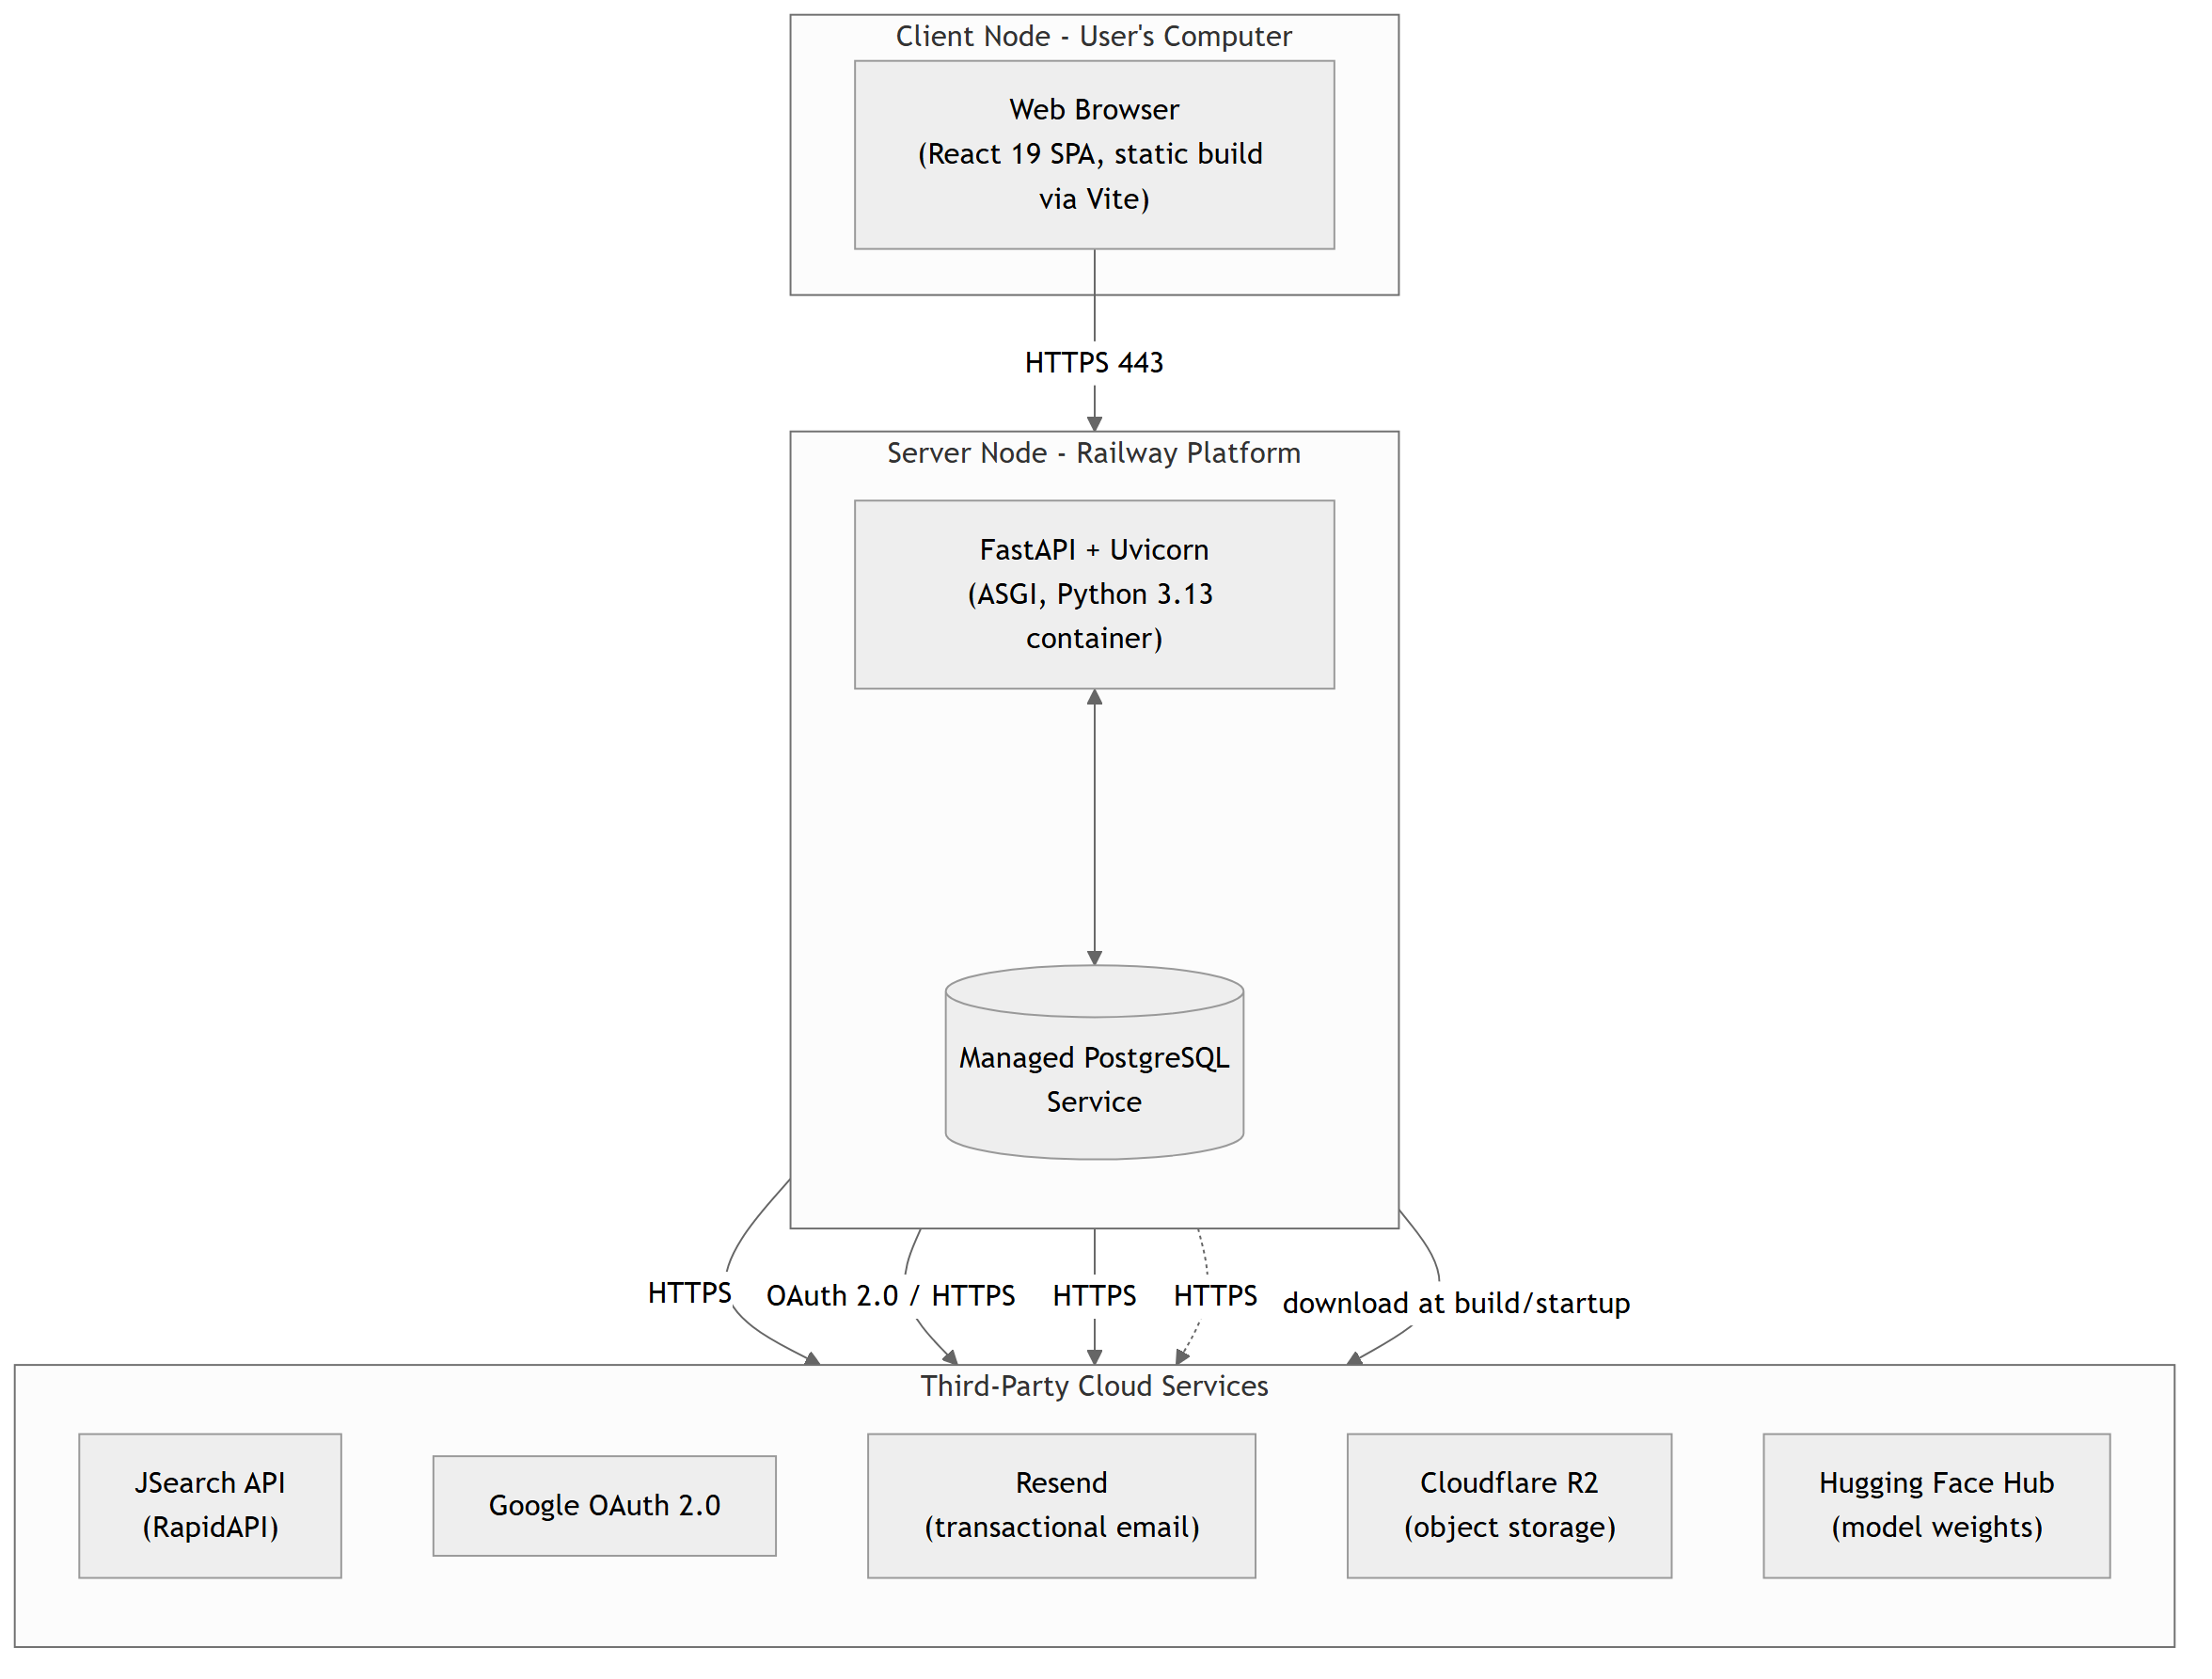 Client Node - User's Computer
Web Browser
(React 19 SPA, static build
via Vite)
HTTPS 443
Server Node - Railway Platform
FastAPI + Uvicorn
(ASGI, Python 3.13
container)
Managed PostgreSQL
Service
HTTPS
OAuth 2.0 / HTTPS
HTTPS
HTTPS
download at build/startup
Third-Party Cloud Services
JSearch API
(RapidAPI)
Google OAuth 2.0
Resend
(transactional email)
Cloudflare R2
(object storage)
Hugging Face Hub
(model weights)